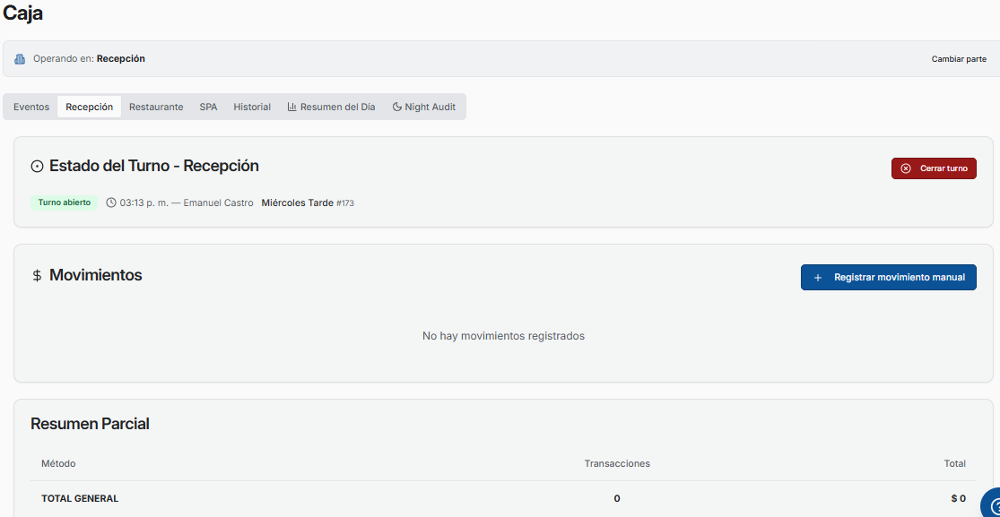 Caja
Operando en: Recepción
Cambiar parte
Eventos Recepción Restaurante SPA Historial Resumen del Día Night Audit
Estado del Turno - Recepción
Cerrar turno
Turno abierto 03:13 p. m. — Emanuel Castro Miércoles Tarde #173
$ Movimientos
+ Registrar movimiento manual
No hay movimientos registrados
Resumen Parcial
Método Transacciones Total
TOTAL GENERAL 0 $ 0